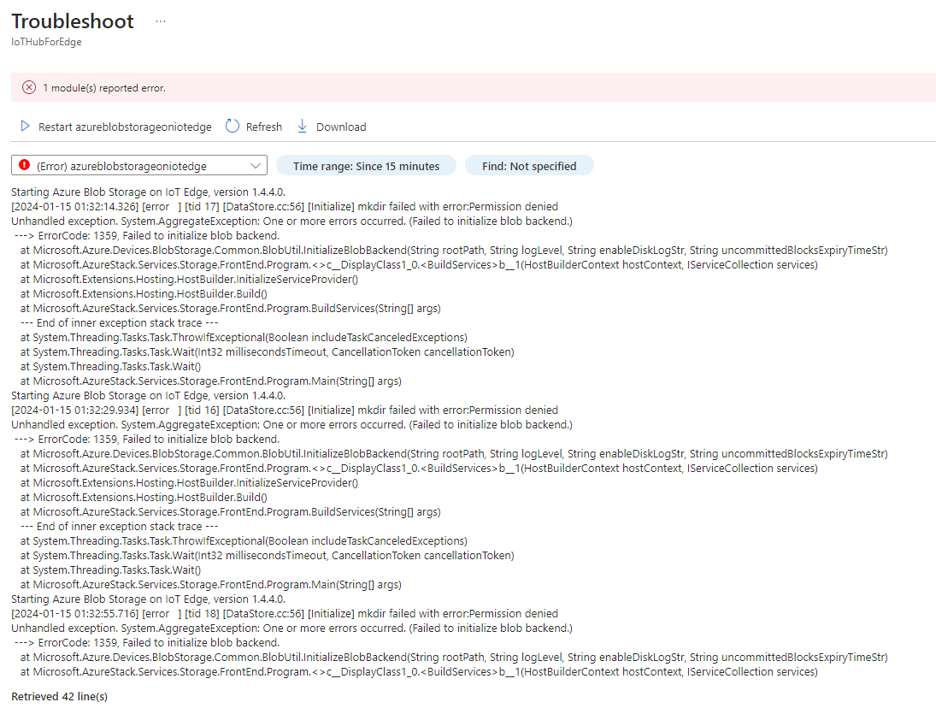 Troubleshoot ...
IoTHubForEdge
1 module(s) reported error.
Restart azureblobstorageoniotedge Refresh Download
(Error) azureblobstorageoniotedge Time range: Since 15 minutes Find: Not specified
Starting Azure Blob Storage on IoT Edge, version 1.4.4.0.
[2024-01-15 01:32:14.326] [error ] [tid 17] [DataStore.cc:56] [Initialize] mkdir failed with error:Permission denied
Unhandled exception. System.AggregateException: One or more errors occurred. (Failed to initialize blob backend.)
---> ErrorCode: 1359, Failed to initialize blob backend.
at Microsoft.Azure.Devices.BlobStorage.Common.BlobUtil.InitializeBlobBackend(String rootPath, String logLevel, String enableDiskLogStr, String uncommittedBlocksExpiryTimeStr)
at Microsoft.AzureStack.Services.Storage.FrontEnd.Program.<>c__DisplayClass1_0.<BuildServices>b__1(HostBuilderContext hostContext, IServiceCollection services)
at Microsoft.Extensions.Hosting.HostBuilder.InitializeServiceProvider()
at Microsoft.Extensions.Hosting.HostBuilder.Build()
at Microsoft.AzureStack.Services.Storage.FrontEnd.Program.BuildServices(String[] args)
--- End of inner exception stack trace ---
at System.Threading.Tasks.Task.ThrowIfExceptional(Boolean includeTaskCanceledExceptions)
at System.Threading.Tasks.Task.Wait(Int32 millisecondsTimeout, CancellationToken cancellationToken)
at System.Threading.Tasks.Task.Wait()
at Microsoft.AzureStack.Services.Storage.FrontEnd.Program.Main(String[] args)
Starting Azure Blob Storage on IoT Edge, version 1.4.4.0.
[2024-01-15 01:32:29.934] [error ] [tid 16] [DataStore.cc:56] [Initialize] mkdir failed with error:Permission denied
Unhandled exception. System.AggregateException: One or more errors occurred. (Failed to initialize blob backend.)
---> ErrorCode: 1359, Failed to initialize blob backend.
at Microsoft.Azure.Devices.BlobStorage.Common.BlobUtil.InitializeBlobBackend(String rootPath, String logLevel, String enableDiskLogStr, String uncommittedBlocksExpiryTimeStr)
at Microsoft.AzureStack.Services.Storage.FrontEnd.Program.<>c__DisplayClass1_0.<BuildServices>b__1(HostBuilderContext hostContext, IServiceCollection services)
at Microsoft.Extensions.Hosting.HostBuilder.InitializeServiceProvider()
at Microsoft.Extensions.Hosting.HostBuilder.Build()
at Microsoft.AzureStack.Services.Storage.FrontEnd.Program.BuildServices(String[] args)
--- End of inner exception stack trace ---
at System.Threading.Tasks.Task.ThrowIfExceptional(Boolean includeTaskCanceledExceptions)
at System.Threading.Tasks.Task.Wait(Int32 millisecondsTimeout, CancellationToken cancellationToken)
at System.Threading.Tasks.Task.Wait()
at Microsoft.AzureStack.Services.Storage.FrontEnd.Program.Main(String[] args)
Starting Azure Blob Storage on IoT Edge, version 1.4.4.0.
[2024-01-15 01:32:55.716] [error ] [tid 18] [DataStore.cc:56] [Initialize] mkdir failed with error:Permission denied
Unhandled exception. System.AggregateException: One or more errors occurred. (Failed to initialize blob backend.)
---> ErrorCode: 1359, Failed to initialize blob backend.
at Microsoft.Azure.Devices.BlobStorage.Common.BlobUtil.InitializeBlobBackend(String rootPath, String logLevel, String enableDiskLogStr, String uncommittedBlocksExpiryTimeStr)
at Microsoft.AzureStack.Services.Storage.FrontEnd.Program.<>c__DisplayClass1_0.<BuildServices>b__1(HostBuilderContext hostContext, IServiceCollection services)
Retrieved 42 line(s)